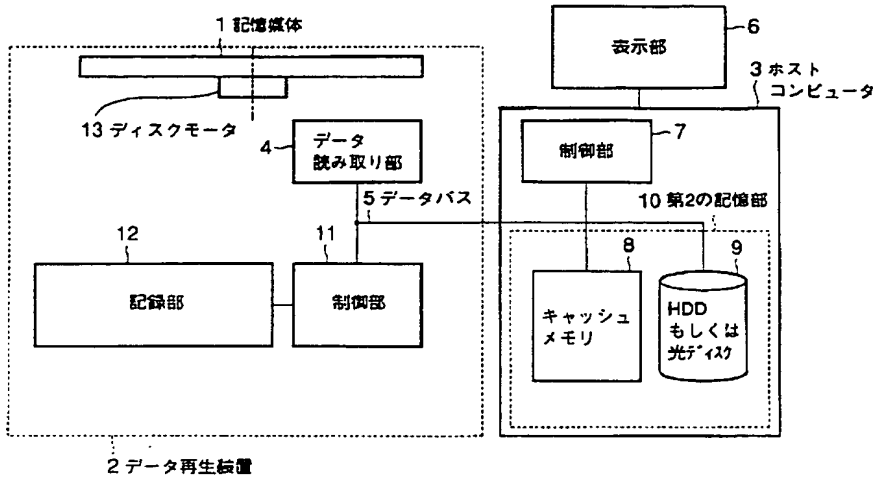 1 記憶媒体
6
表示部
3 ホスト
コンピュータ
13 ディスクモータ
4
データ
読み取り部
7
制御部
5 データバス
10 第2の記憶部
12
記録部
11
制御部
8
キャッシュ
メモリ
9
HDD
もしくは
光ディスク
2 データ再生装置